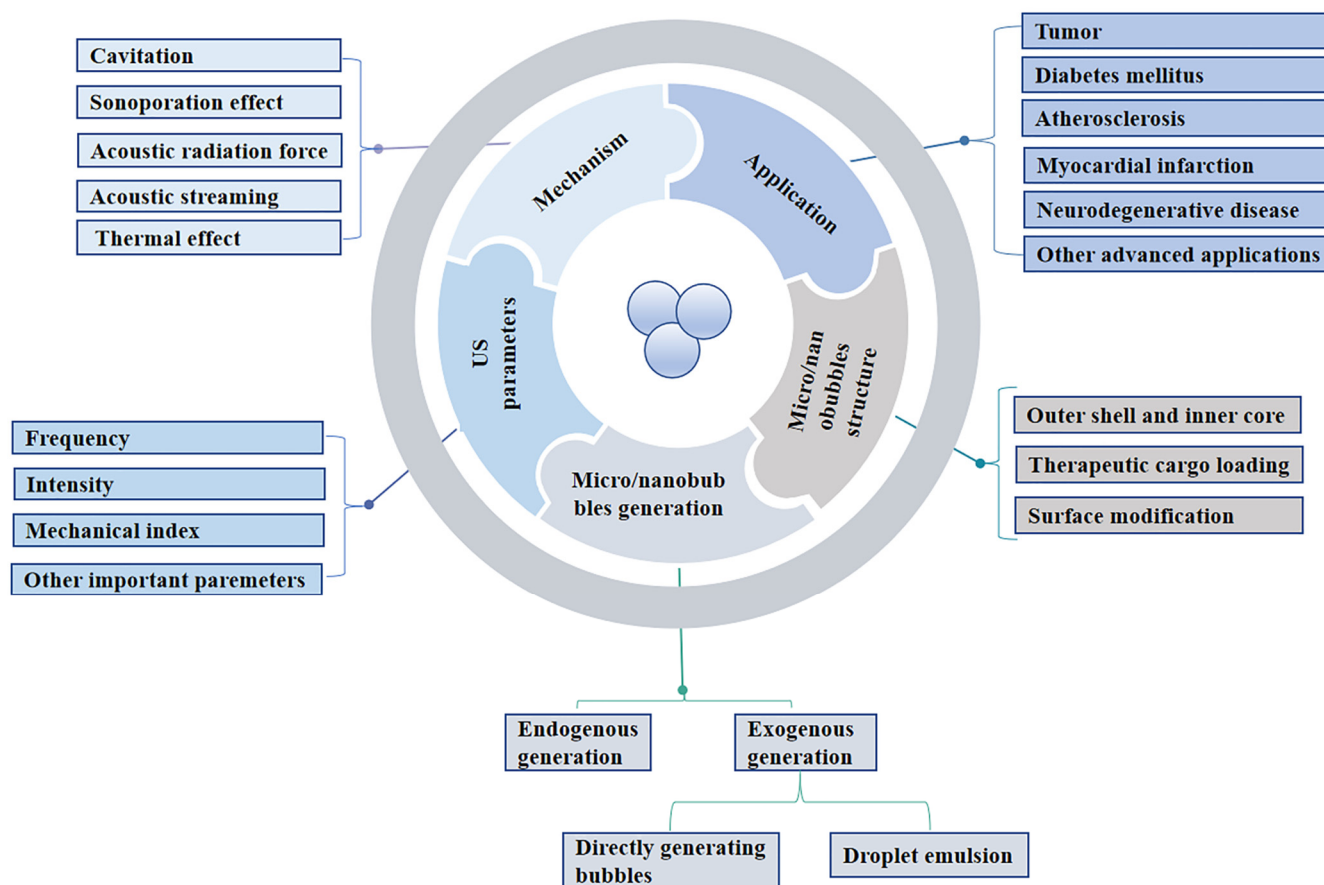 Cavitation
Sonoporation effect
Acoustic radiation force
Acoustic streaming
Thermal effect
Mechanism
Application
Tumor
Diabetes mellitus
Atherosclerosis
Myocardial infarction
Neurodegenerative disease
Other advanced applications
US
parameters
Micro/nan
obubbles
structure
Micro/nanobub
bles generation
Frequency
Intensity
Mechanical index
Other important paremeters
Outer shell and inner core
Therapeutic cargo loading
Surface modification
Endogenous
generation
Exogenous
generation
Directly generating
bubbles
Droplet emulsion